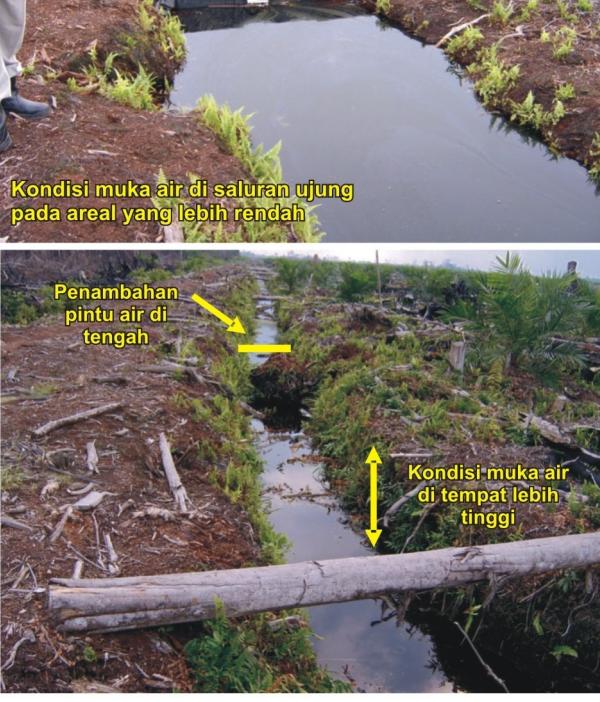 Kondisi muka air di saluran ujung
pada areal yang lebih rendah
Penambahan
pintu air di
tengah
Kondisi muka air
di tempat lebih
tinggi